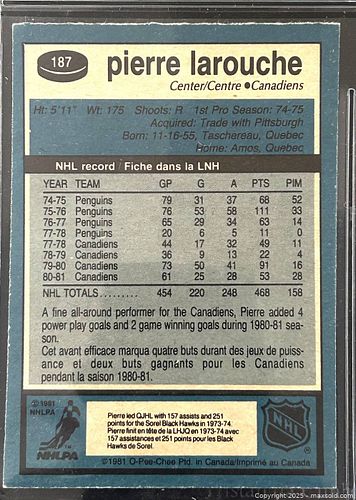 187
pierre larouche
Center/Centre •Canadiens
Ht: 5'11" Wt: 175 Shoots: R 1st Pro Season: 74-75
Acquired: Trade with Pittsburgh
Born: 11-16-55, Taschereau, Quebec
Home: Amos, Quebec
NHL record / Fiche dans la LNH
YEAR TEAM GP G A PTS PIM
74-75 Penguins 79 31 37 68 52
75-76 Penguins 76 53 58 111 33
76-77 Penguins 65 29 34 63 14
77-78 Penguins 20 6 5 11 0
77-78 Canadiens 44 17 32 49 11
78-79 Canadiens 36 9 13 22 4
79-80 Canadiens 73 50 41 91 16
80-81 Canadiens 61 25 28 53 28
NHL TOTALS......... 454 220 248 468 158
A fine all-around performer for the Canadiens, Pierre added 4
power play goals and 2 game winning goals during 1980-81 sea-
son.
Cet avant efficace marqua quatre buts durant des jeux de puis-
sance et deux buts gagnants pour les Canadiens
pendant la saison 1980-81.
©1981
NHLPA
NHLPA
Pierre led QJHL with 157 assists and 251
points for the Sorel Black Hawks in 1973-74.
Pierre finit en tête de la LHJQ en 1973-74 avec
157 assistances et 251 points for les Black
Hawks de Sorel.
NHL
©1981 O-Pee-Chee Ptd. in Canada/Imprimé au Canada
Copyright 2025 - maxsold.com